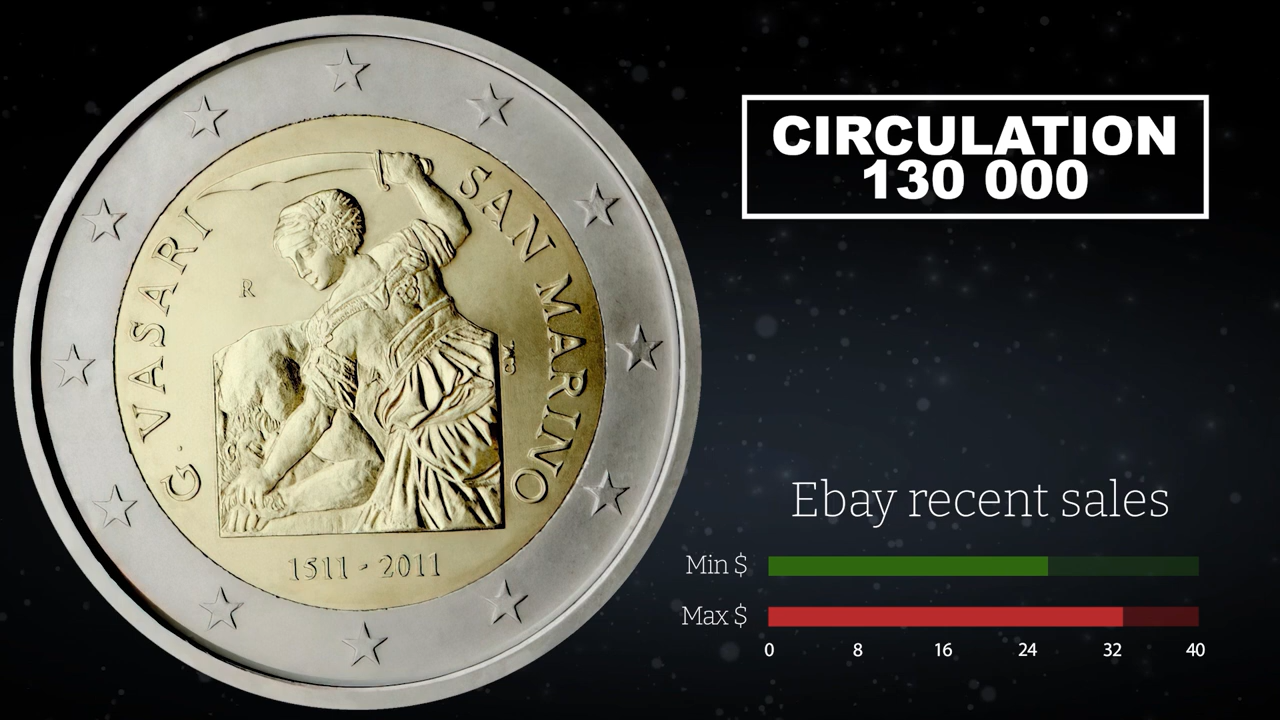 G. VASARI
SAN MARINO
R
1511 - 2011
CIRCULATION
130 000
Ebay recent sales
Min $
Max $
0 8 16 24 32 40